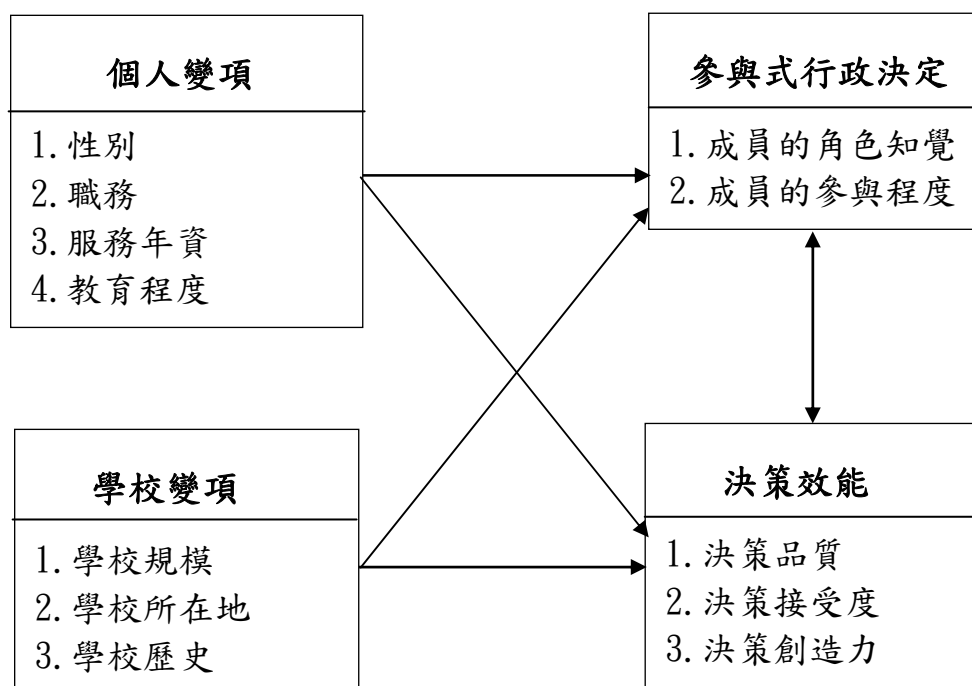 個人變項
1.性別
2.職務
3.服務年資
4.教育程度
參與式行政決定
1.成員的角色知覺
2.成員的參與程度
學校變項
1.學校規模
2.學校所在地
3.學校歷史
決策效能
1.決策品質
2.決策接受度
3.決策創造力